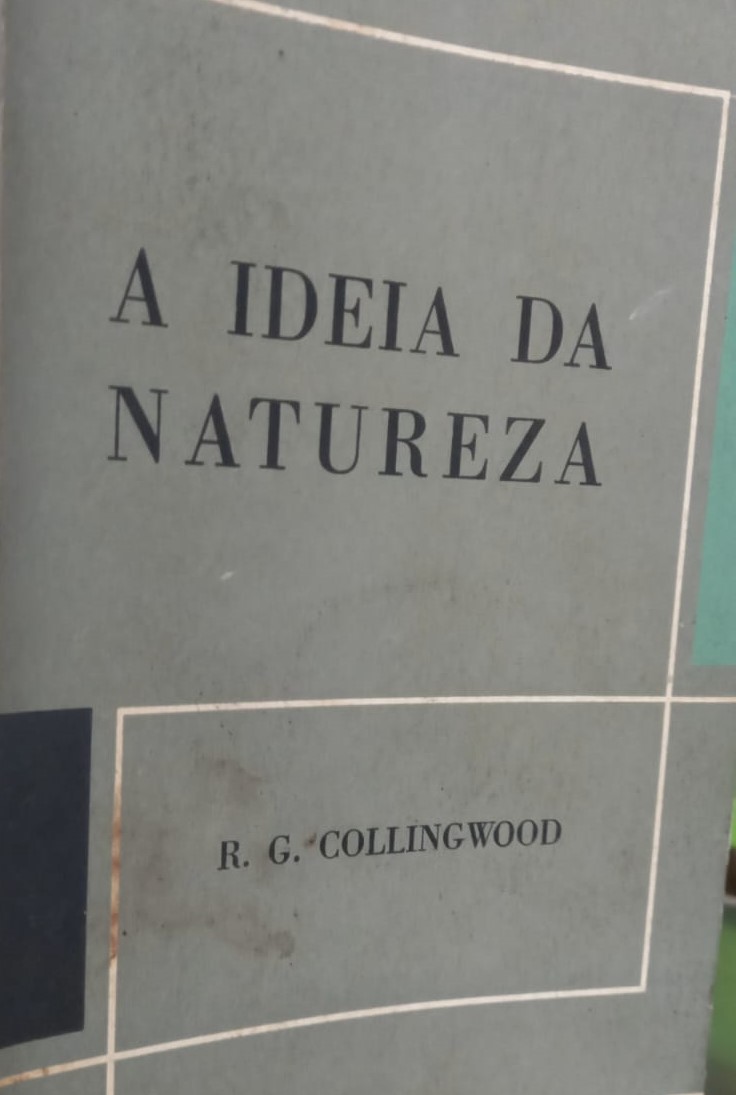 A IDEIA DA
NATUREZA
R. G. COLLINGWOOD